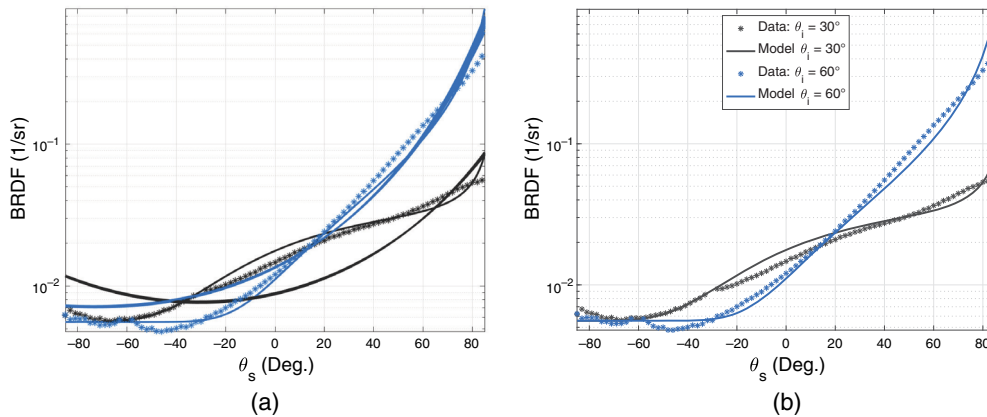 BRDF (1/sr)
10⁻¹
10⁻²
−80 −60 −40 −20 0 20 40 60 80
θs (Deg.)
(a)
Data: θi = 30°
Model θi = 30°
Data: θi = 60°
Model θi = 60°
BRDF (1/sr)
10⁻¹
10⁻²
−80 −60 −40 −20 0 20 40 60 80
θs (Deg.)
(b)